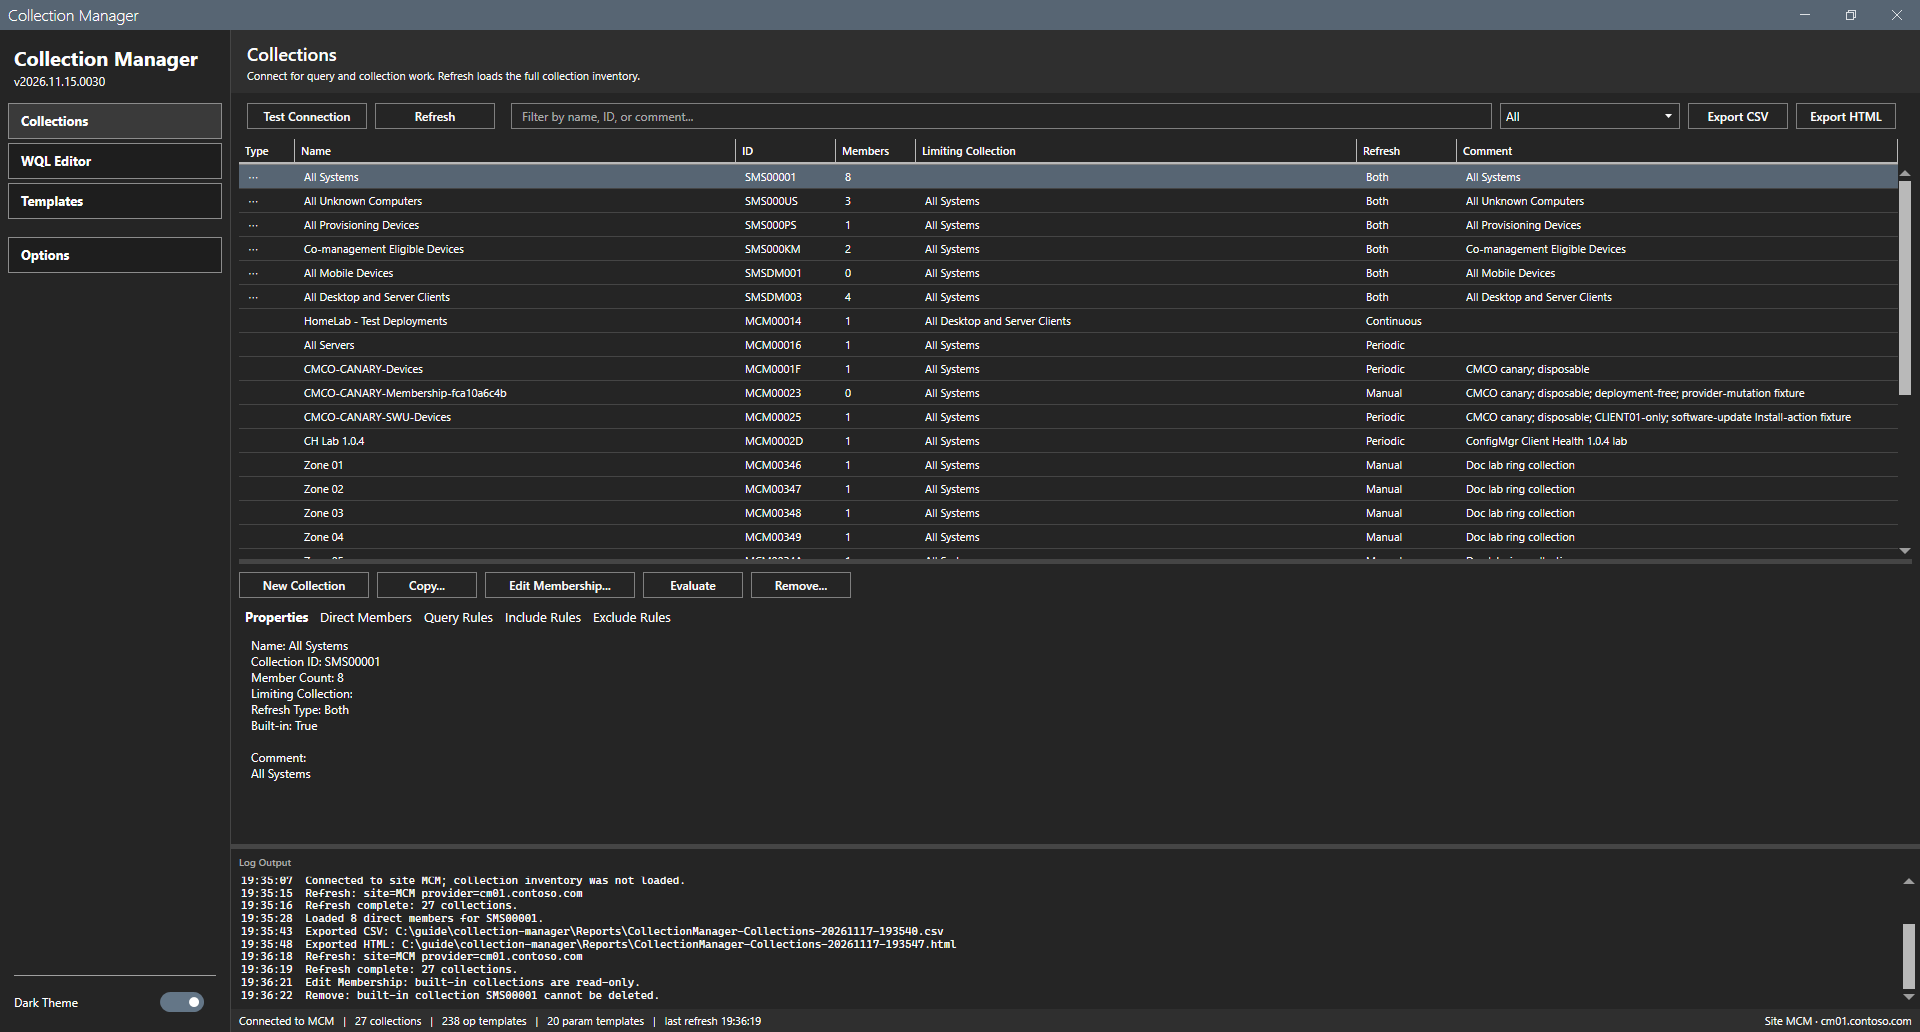 Collection Manager
Collection Manager
v2026.11.15.0030
Collections
WQL Editor
Templates
Options
Dark Theme
Collections
Connect for query and collection work. Refresh loads the full collection inventory.
Test Connection Refresh Filter by name, ID, or comment... All Export CSV Export HTML
Type Name ID Members Limiting Collection Refresh Comment
... All Systems SMS00001 8 Both All Systems
... All Unknown Computers SMS000US 3 All Systems Both All Unknown Computers
... All Provisioning Devices SMS000PS 1 All Systems Both All Provisioning Devices
... Co-management Eligible Devices SMS000KM 2 All Systems Both Co-management Eligible Devices
... All Mobile Devices SMSDM001 0 All Systems Both All Mobile Devices
... All Desktop and Server Clients SMSDM003 4 All Systems Both All Desktop and Server Clients
HomeLab - Test Deployments MCM00014 1 All Desktop and Server Clients Continuous
All Servers MCM00016 1 All Systems Periodic
CMCO-CANARY-Devices MCM0001F 1 All Systems Periodic CMCO canary; disposable
CMCO-CANARY-Membership-fca10a6c4b MCM00023 0 All Systems Manual CMCO canary; disposable; deployment-free; provider-mutation fixture
CMCO-CANARY-SWU-Devices MCM00025 1 All Systems Periodic CMCO canary; disposable; CLIENT01-only; software-update Install-action fixture
CH Lab 1.0.4 MCM0002D 1 All Systems Periodic ConfigMgr Client Health 1.0.4 lab
Zone 01 MCM00346 1 All Systems Manual Doc lab ring collection
Zone 02 MCM00347 1 All Systems Manual Doc lab ring collection
Zone 03 MCM00348 1 All Systems Manual Doc lab ring collection
Zone 04 MCM00349 1 All Systems Manual Doc lab ring collection
New Collection Copy... Edit Membership... Evaluate Remove...
Properties Direct Members Query Rules Include Rules Exclude Rules
Name: All Systems
Collection ID: SMS00001
Member Count: 8
Limiting Collection:
Refresh Type: Both
Built-in: True
Comment:
All Systems
Log Output
19:35:07 Connected to site MCM; collection inventory was not loaded.
19:35:15 Refresh: site=MCM provider=cm01.contoso.com
19:35:16 Refresh complete: 27 collections.
19:35:28 Loaded 8 direct members for SMS00001.
19:35:43 Exported CSV: C:\guide\collection-manager\Reports\CollectionManager-Collections-20261117-193540.csv
19:35:48 Exported HTML: C:\guide\collection-manager\Reports\CollectionManager-Collections-20261117-193547.html
19:36:18 Refresh: site=MCM provider=cm01.contoso.com
19:36:19 Refresh complete: 27 collections.
19:36:21 Edit Membership: built-in collections are read-only.
19:36:22 Remove: built-in collection SMS00001 cannot be deleted.
Connected to MCM | 27 collections | 238 op templates | 20 param templates | last refresh 19:36:19
Site MCM · cm01.contoso.com